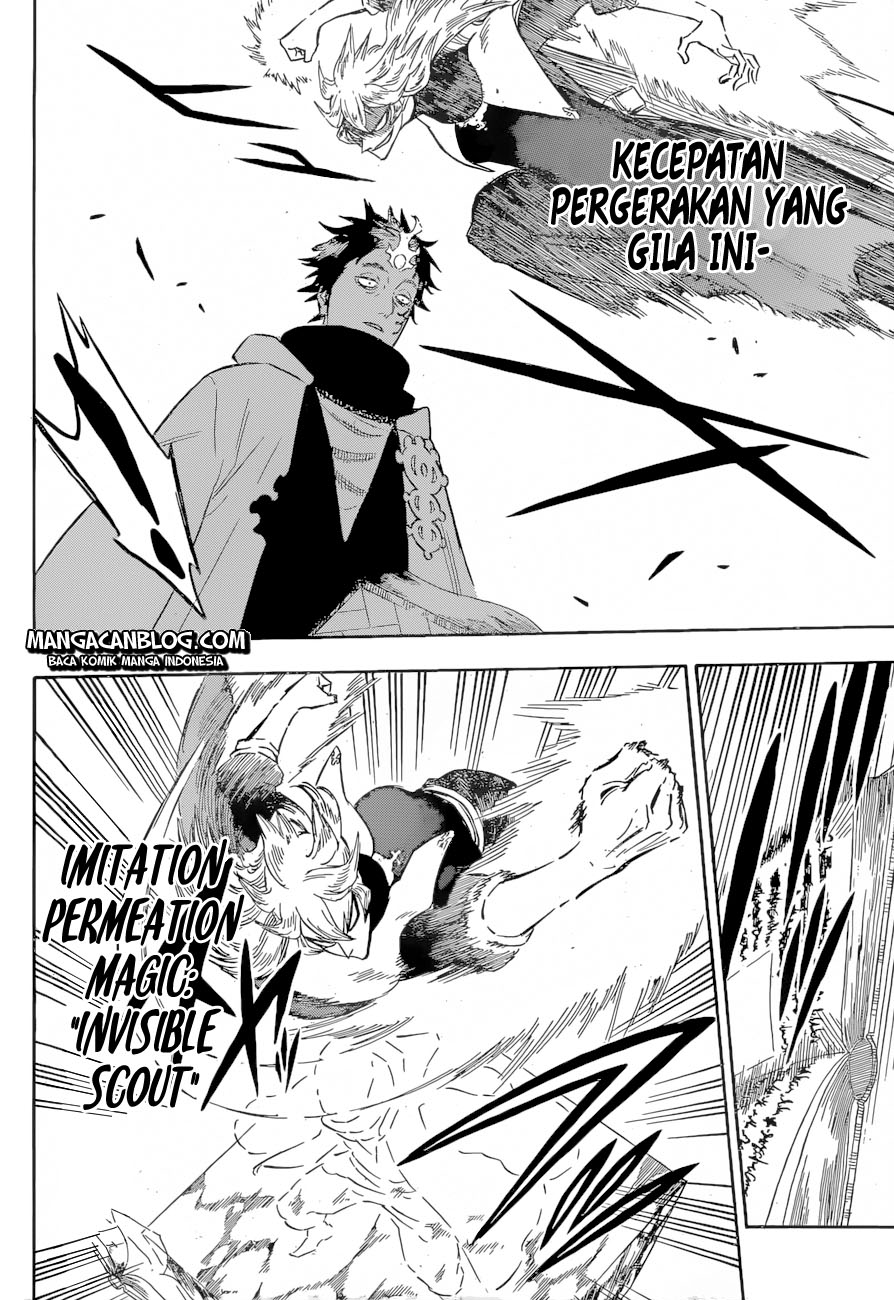 KECEPATAN
PERGERAKAN YANG
GILA INI-
MANGACANBLOG.COM
BACA KOMIK MANGA INDONESIA
IMITATION
PERMEATION
MAGIC:
"INVISIBLE
SCOUT"